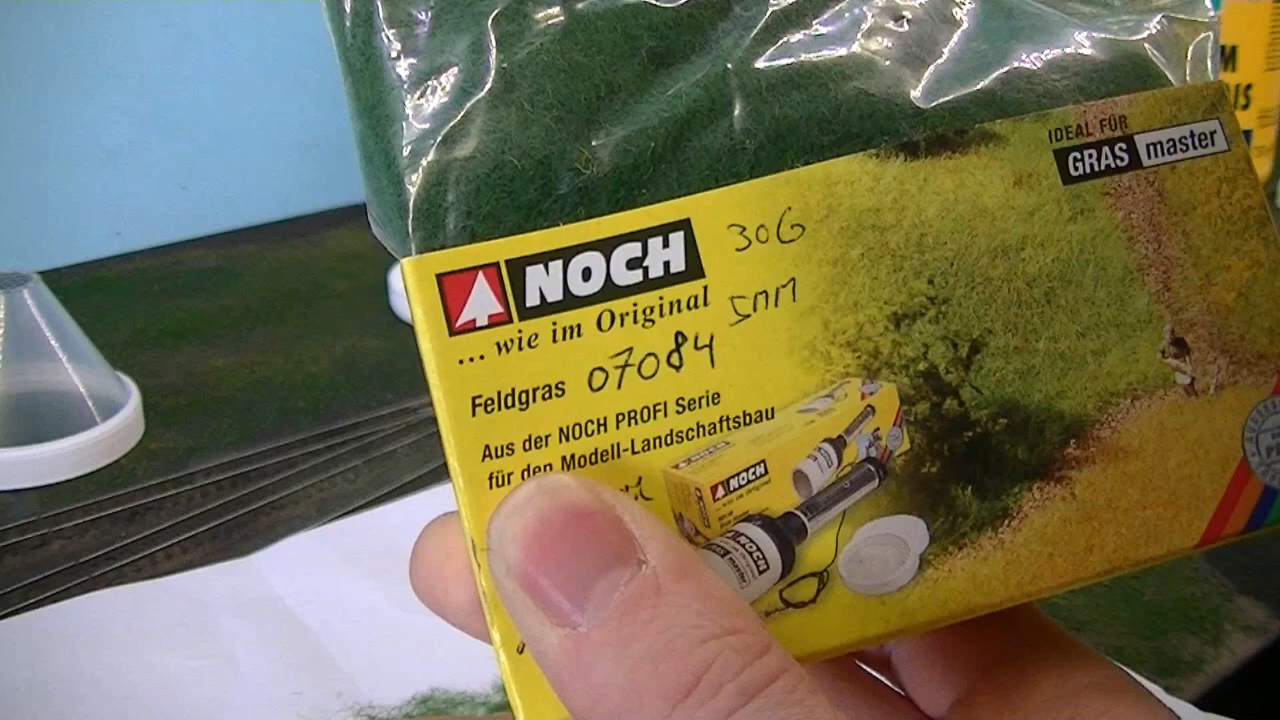 M
IS
IDEAL FÜR
GRAS master
NOCH
30G
... wie im Original
5MM
Feldgras 07084
Aus der NOCH PROFI Serie
für den Modell-Landschaftsbau
NOCH
NOCH